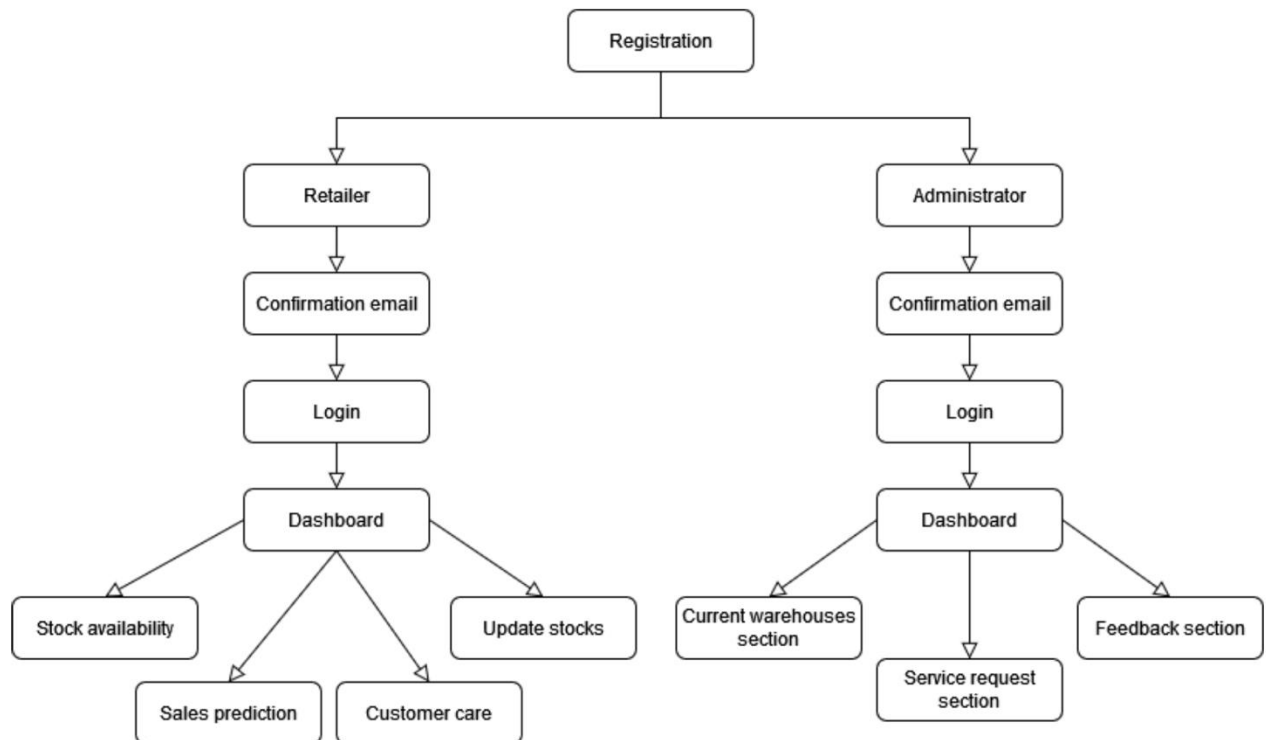 Registration
Retailer
Administrator
Confirmation email
Confirmation email
Login
Login
Dashboard
Dashboard
Stock availability
Update stocks
Current warehouses
section
Feedback section
Sales prediction
Customer care
Service request
section